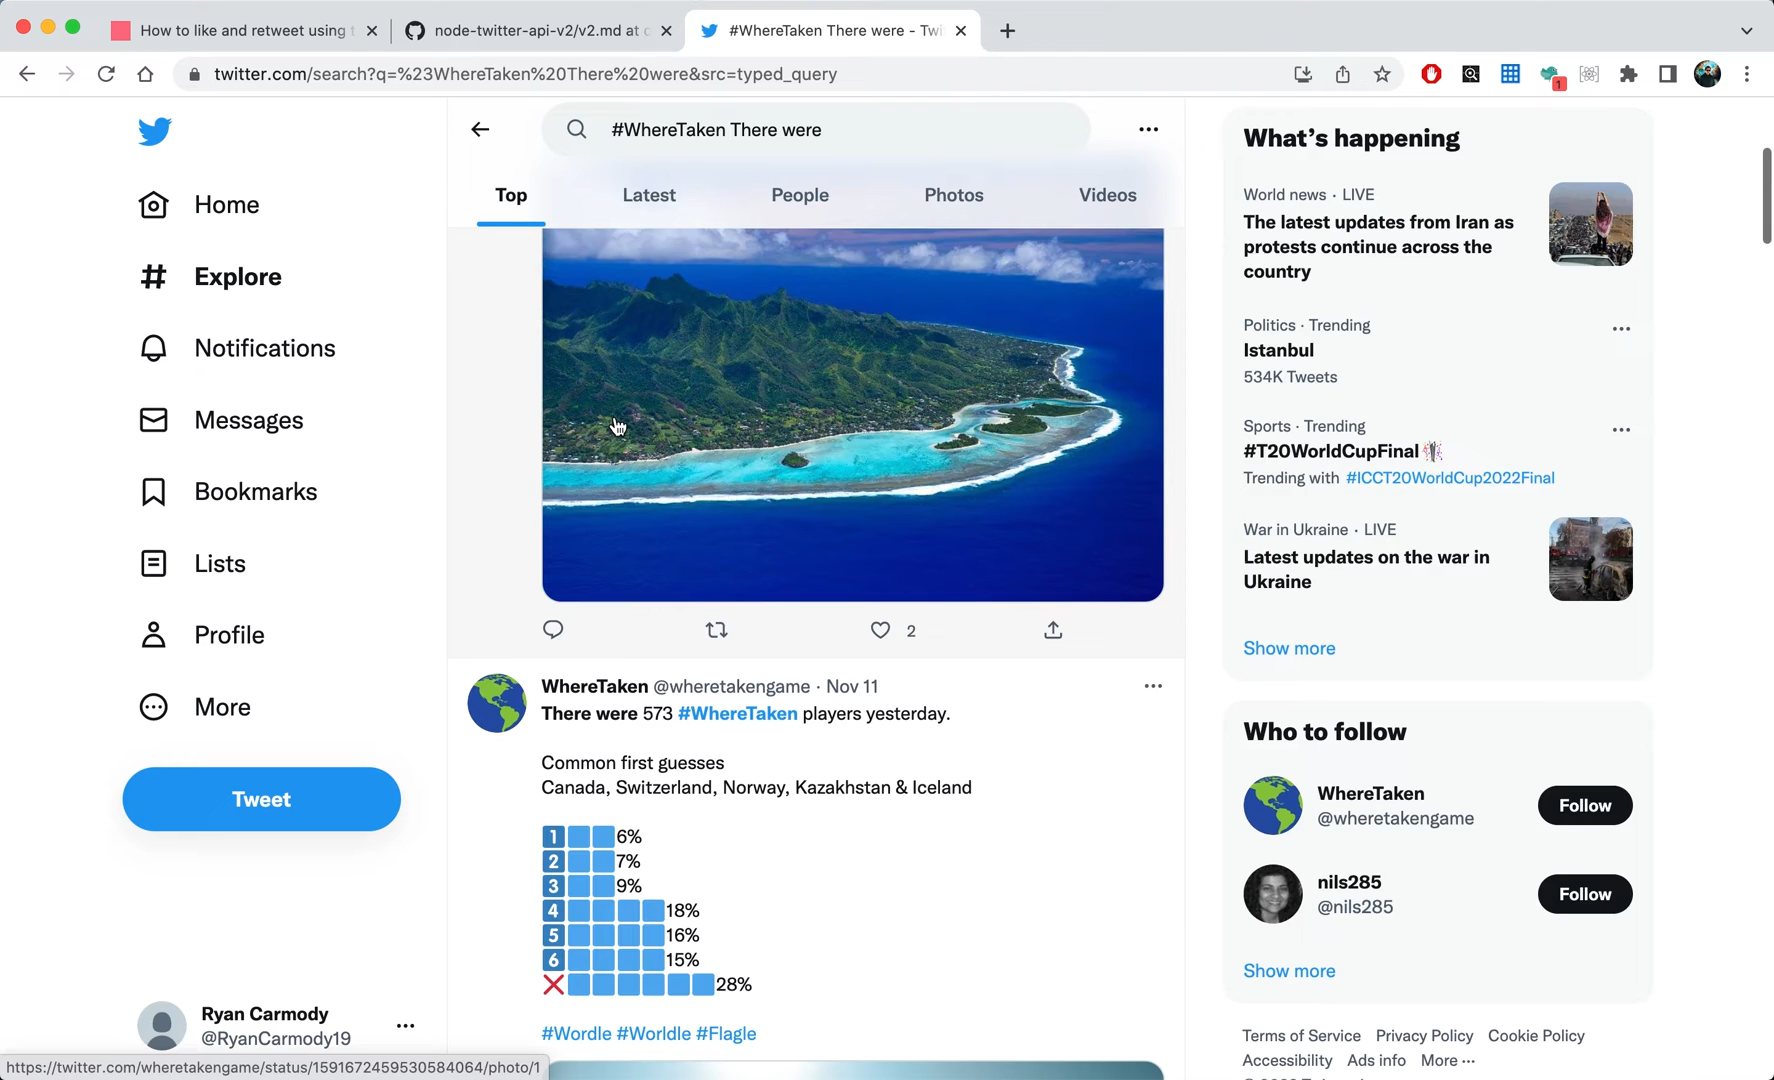 How to like and retweet using t
node-twitter-api-v2/v2.md at c
#WhereTaken There were - Twi
twitter.com/search?q=%23WhereTaken%20There%20were&src=typed_query
1
#WhereTaken There were
Top
Latest
People
Photos
Videos
Home
Explore
Notifications
Messages
Bookmarks
Lists
Profile
More
Tweet
Ryan Carmody
@RyanCarmody19
https://twitter.com/wheretakengame/status/1591672459530584064/photo/1
2
WhereTaken @wheretakengame · Nov 11
There were 573 #WhereTaken players yesterday.
Common first guesses
Canada, Switzerland, Norway, Kazakhstan & Iceland
1 6%
2 7%
3 9%
4 18%
5 16%
6 15%
❌ 28%
#Wordle #Worldle #Flagle
What's happening
World news · LIVE
The latest updates from Iran as
protests continue across the
country
Politics · Trending
Istanbul
534K Tweets
Sports · Trending
#T20WorldCupFinal
Trending with #ICCT20WorldCup2022Final
War in Ukraine · LIVE
Latest updates on the war in
Ukraine
Show more
Who to follow
WhereTaken
@wheretakengame
Follow
nils285
@nils285
Follow
Show more
Terms of Service Privacy Policy Cookie Policy
Accessibility Ads info More ···